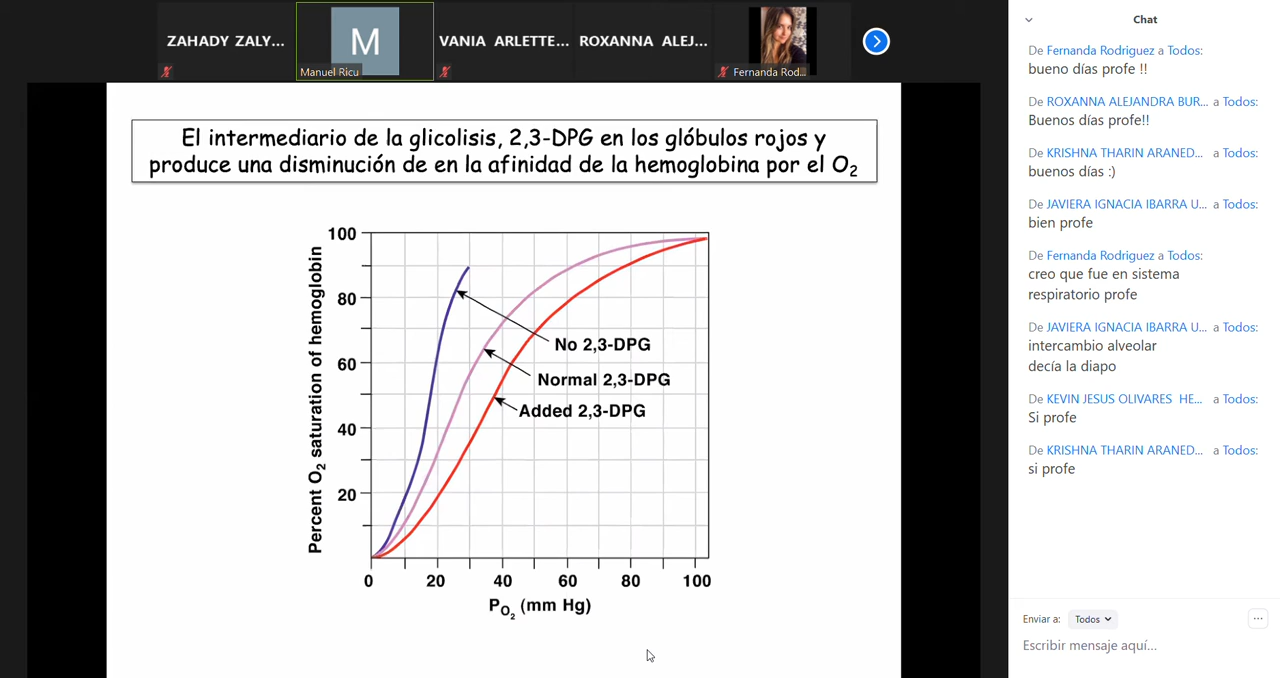 ZAHADY ZALY...
M
Manuel Ricu
VANIA ARLETTE...
ROXANNA ALEJ...
Fernanda Rod...
El intermediario de la glicolisis, 2,3-DPG en los glóbulos rojos y
produce una disminución de en la afinidad de la hemoglobina por el O₂
Percent O₂ saturation of hemoglobin
100
80
60
40
20
No 2,3-DPG
Normal 2,3-DPG
Added 2,3-DPG
0 20 40 60 80 100
P O₂ (mm Hg)
Chat
De Fernanda Rodriguez a Todos:
bueno días profe !!
De ROXANNA ALEJANDRA BUR... a Todos:
Buenos días profe!!
De KRISHNA THARIN ARANED... a Todos:
buenos días :)
De JAVIERA IGNACIA IBARRA U... a Todos:
bien profe
De Fernanda Rodriguez a Todos:
creo que fue en sistema
respiratorio profe
De JAVIERA IGNACIA IBARRA U... a Todos:
intercambio alveolar
decía la diapo
De KEVIN JESUS OLIVARES HE... a Todos:
Si profe
De KRISHNA THARIN ARANED... a Todos:
si profe
Enviar a: Todos
Escribir mensaje aquí...